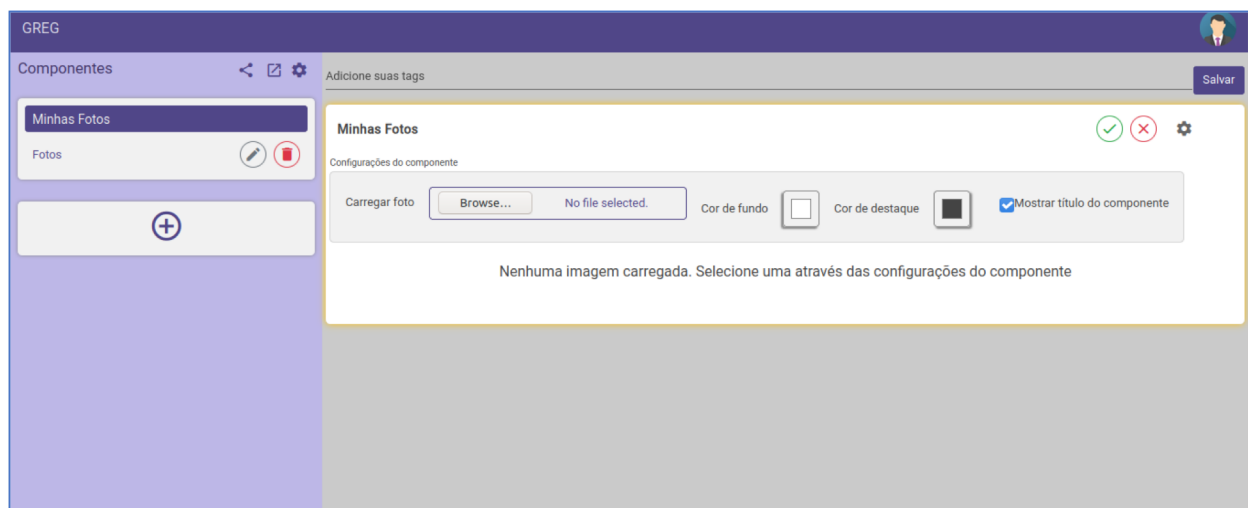 GREG
Componentes
Adicione suas tags
Salvar
Minhas Fotos
Fotos
Minhas Fotos
Configurações do componente
Carregar foto Browse... No file selected. Cor de fundo Cor de destaque Mostrar título do componente
Nenhuma imagem carregada. Selecione uma através das configurações do componente